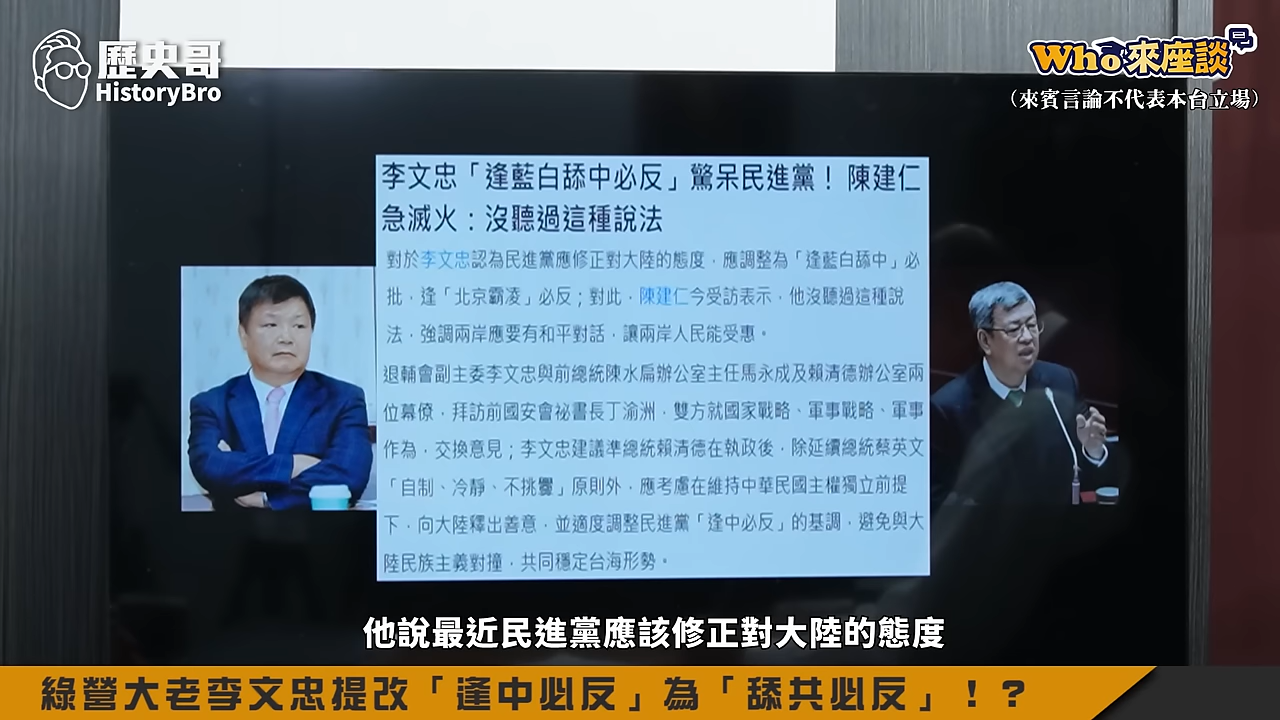 歷史哥
HistoryBro
Who來座談
（來賓言論不代表本台立場）
李文忠「逢藍白舔中必反」驚呆民進黨！陳建仁
急滅火：沒聽過這種說法
對於李文忠認為民進黨應修正對大陸的態度，應調整為「逢藍白舔中」必
批，逢「北京霸凌」必反；對此，陳建仁今受訪表示，他沒聽過這種說
法，強調兩岸應要有和平對話，讓兩岸人民能受惠。
退輔會副主委李文忠與前總統陳水扁辦公室主任馬永成及賴清德辦公室兩
位幕僚，拜訪前國安會祕書長丁渝洲，雙方就國家戰略、軍事戰略、軍事
作為，交換意見；李文忠建議準總統賴清德在執政後，除延續總統蔡英文
「自制、冷靜、不挑釁」原則外，應考慮在維持中華民國主權獨立前提
下，向大陸釋出善意，並適度調整民進黨「逢中必反」的基調，避免與大
陸民族主義對撞，共同穩定台海形勢。
他說最近民進黨應該修正對大陸的態度
綠營大老李文忠提改「逢中必反」為「舔共必反」！？